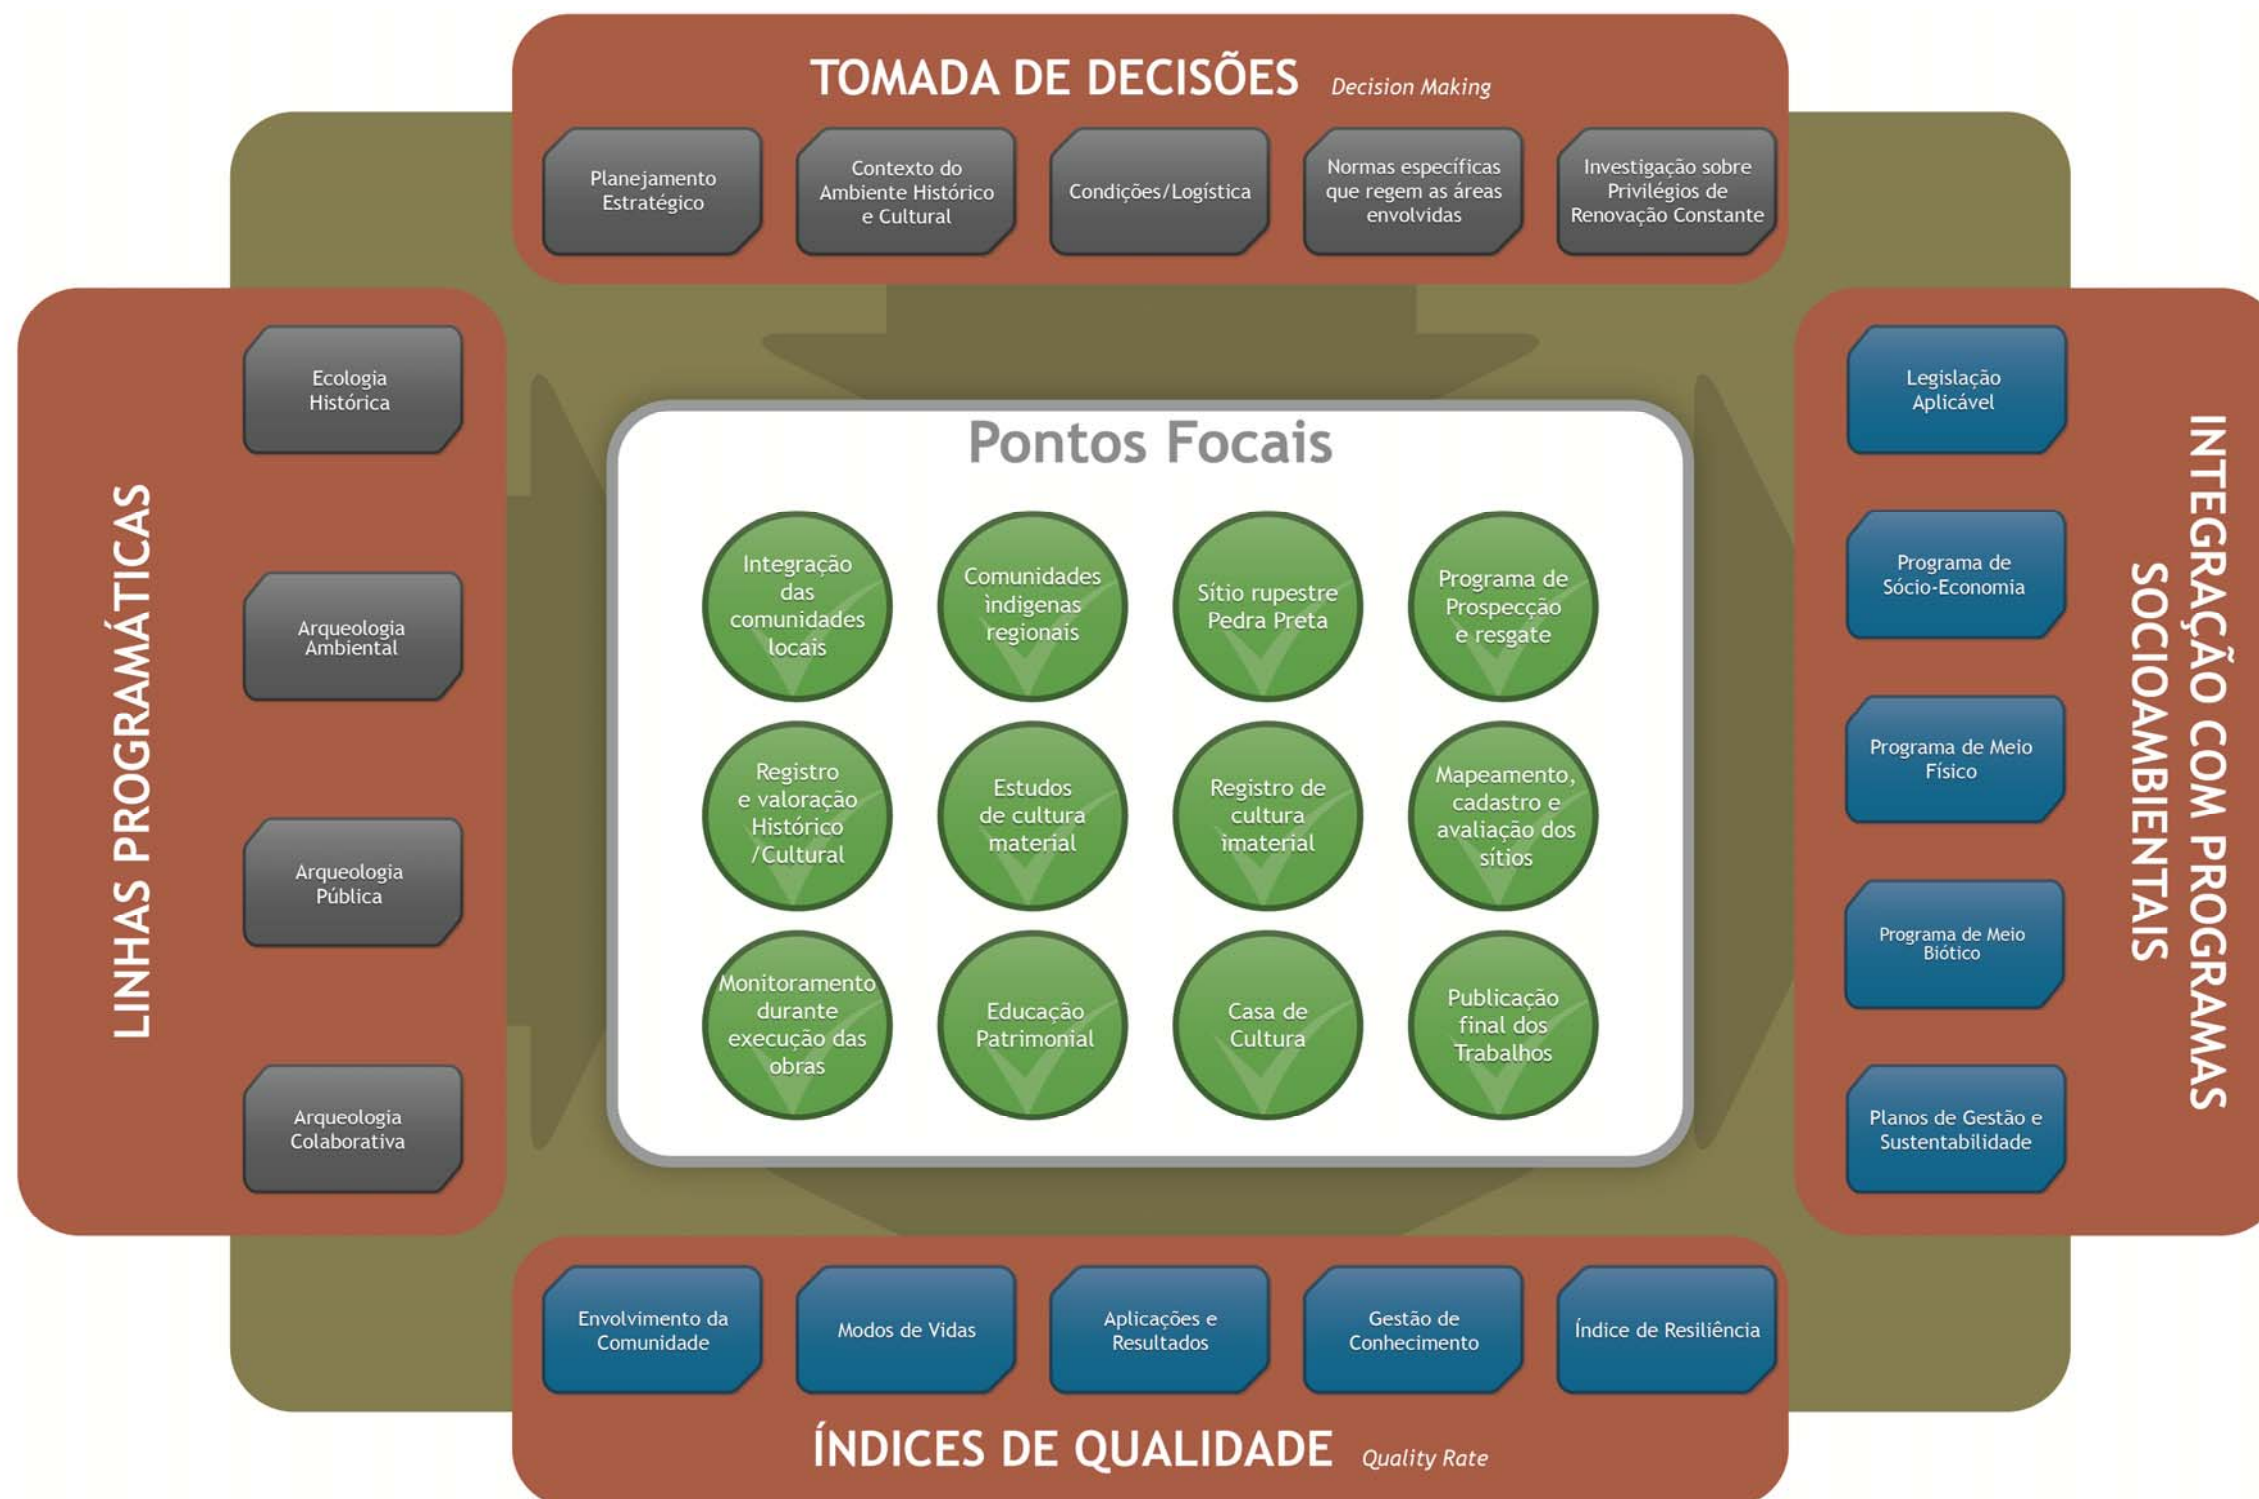 TOMADA DE DECISÕES Decision Making
Planejamento
Estratégico
Contexto do
Ambiente Histórico
e Cultural
Condições/Logística
Normas específicas
que regem as áreas
envolvidas
Investigação sobre
Privilégios de
Renovação Constante
LINHAS PROGRAMÁTICAS
Ecologia
Histórica
Arqueologia
Ambiental
Arqueologia
Pública
Arqueologia
Colaborativa
Pontos Focais
Integração
das
comunidades
locais
Comunidades
ìndigenas
regionais
Sítio rupestre
Pedra Preta
Programa de
Prospecção
e resgate
Registro
e valoração
Histórico
/Cultural
Estudos
de cultura
material
Registro de
cultura
imaterial
Mapeamento,
cadastro e
avaliação dos
sítios
Monitoramento
durante
execução das
obras
Educação
Patrimonial
Casa de
Cultura
Publicação
final dos
Trabalhos
INTEGRAÇÃO COM PROGRAMAS
SOCIOAMBIENTAIS
Legislação
Aplicável
Programa de
Sócio-Economia
Programa de Meio
Físico
Programa de Meio
Biótico
Planos de Gestão e
Sustentabilidade
Envolvimento da
Comunidade
Modos de Vidas
Aplicações e
Resultados
Gestão de
Conhecimento
Índice de Resiliência
ÍNDICES DE QUALIDADE Quality Rate